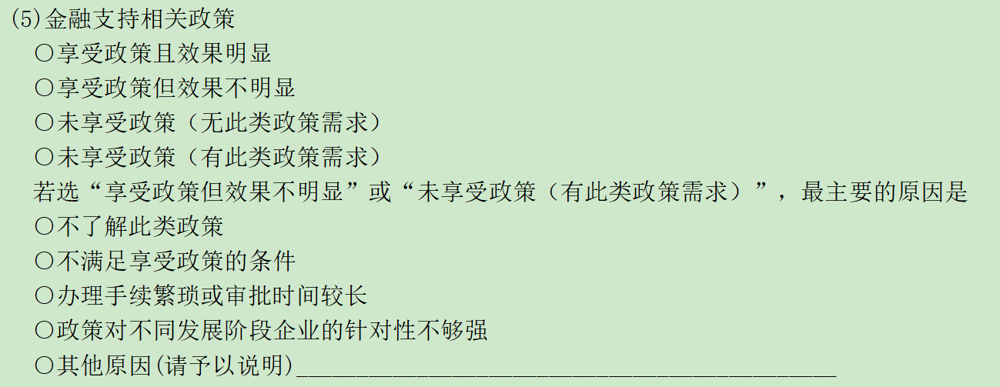 (5)金融支持相关政策
○享受政策且效果明显
○享受政策但效果不明显
○未享受政策（无此类政策需求）
○未享受政策（有此类政策需求）
若选“享受政策但效果不明显”或“未享受政策（有此类政策需求）”，最主要的原因是
○不了解此类政策
○不满足享受政策的条件
○办理手续繁琐或审批时间较长
○政策对不同发展阶段企业的针对性不够强
○其他原因(请予以说明)_____________________________________________